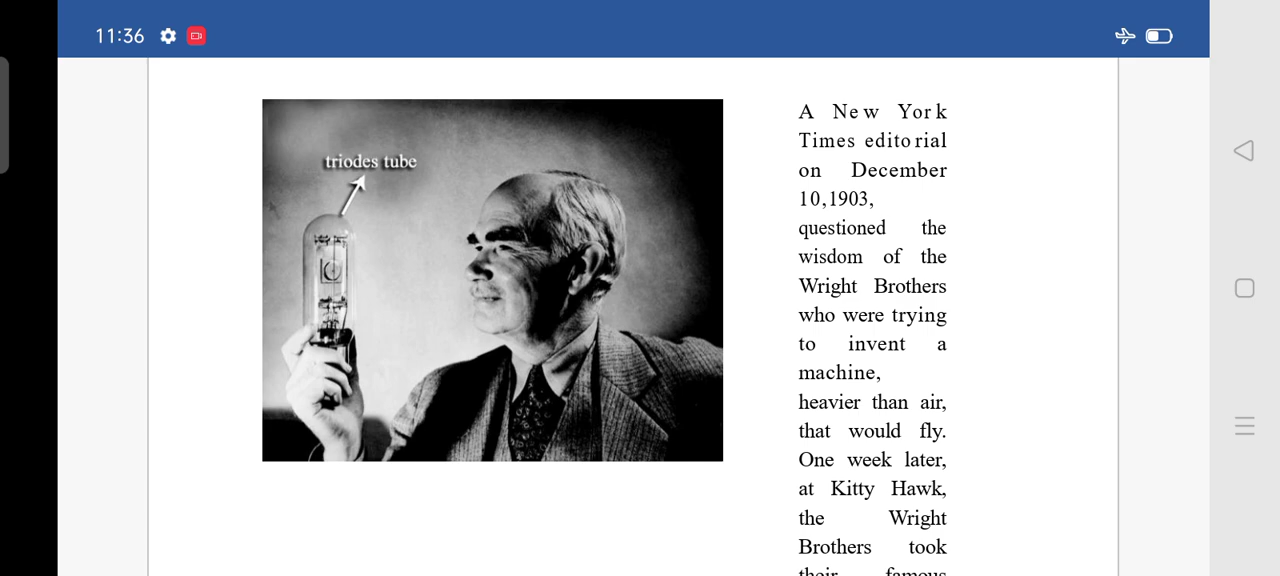 11:36
triodes tube
A New York
Times editorial
on December
10,1903,
questioned the
wisdom of the
Wright Brothers
who were trying
to invent a
machine,
heavier than air,
that would fly.
One week later,
at Kitty Hawk,
the Wright
Brothers took
their famous